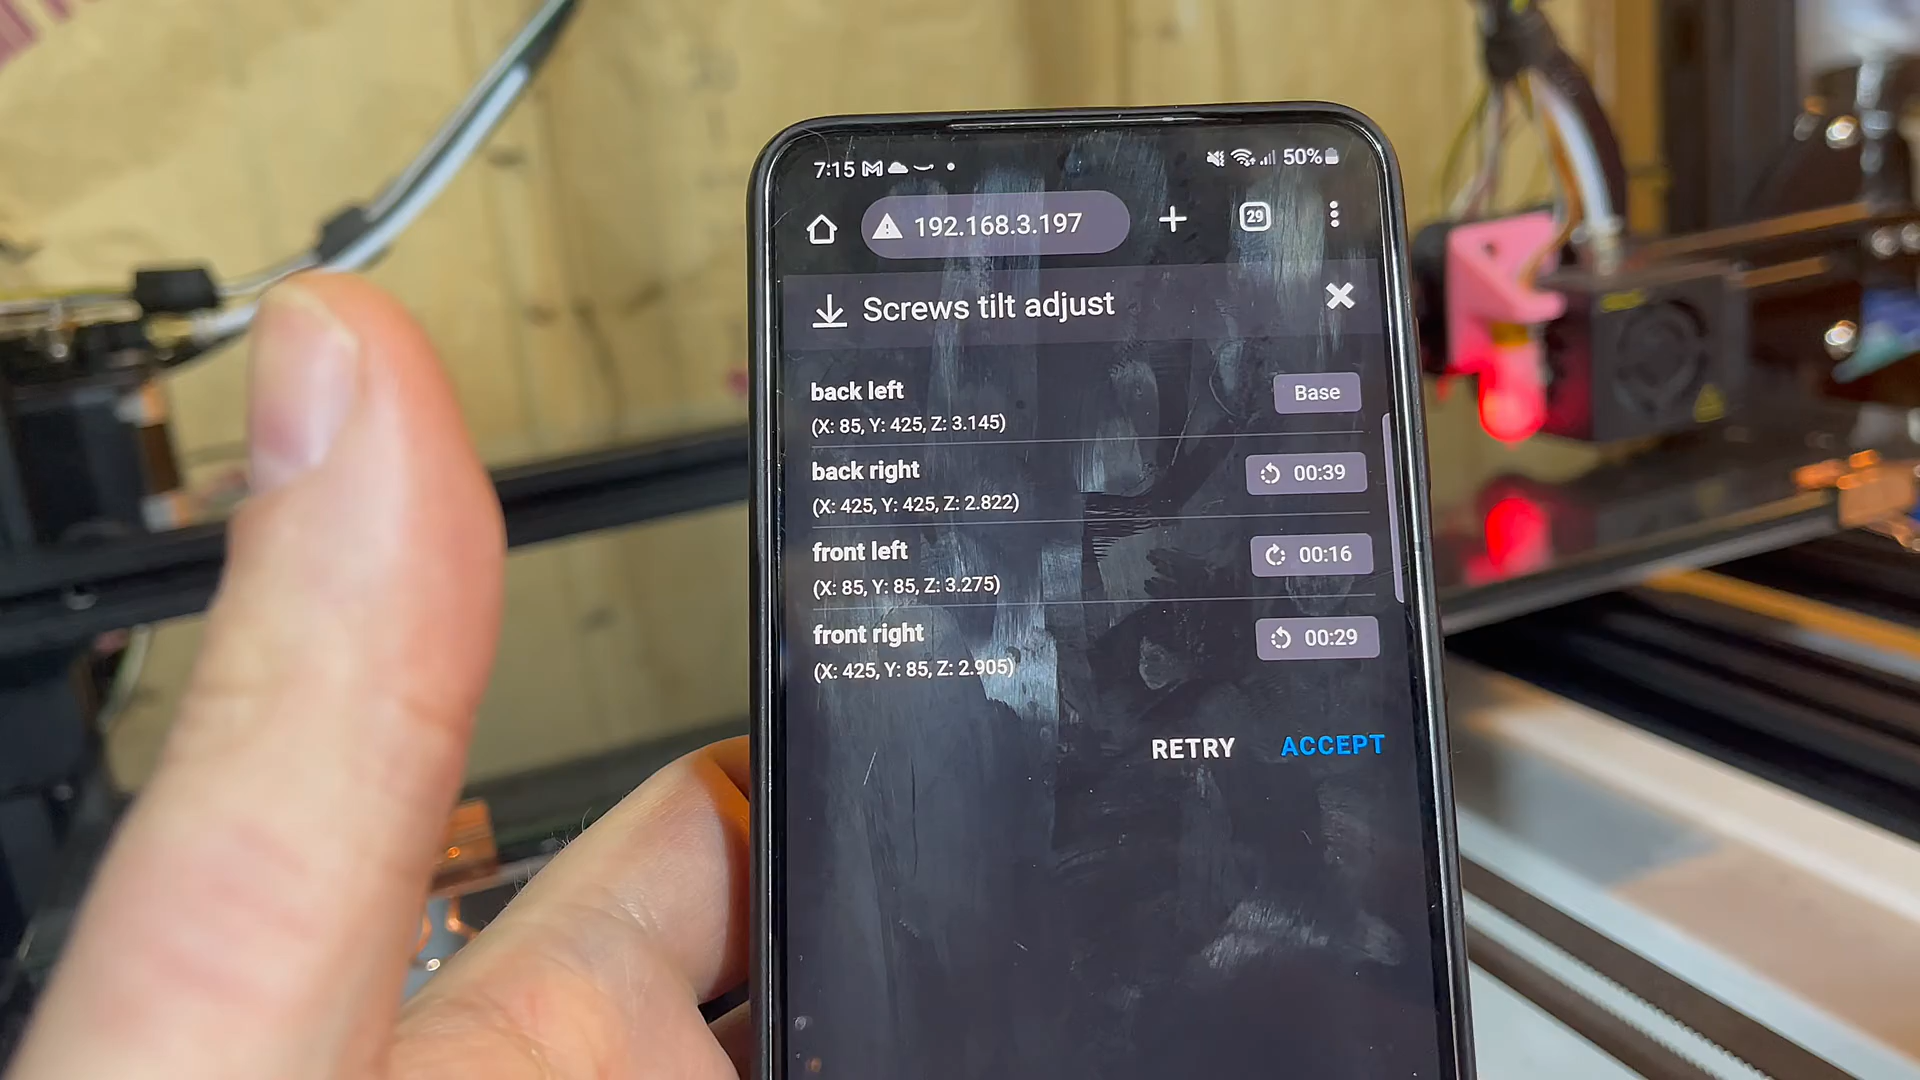 7:15
50%
192.168.3.197
29
Screws tilt adjust
back left
Base
(X: 85, Y: 425, Z: 3.145)
back right
00:39
(X: 425, Y: 425, Z: 2.822)
front left
00:16
(X: 85, Y: 85, Z: 3.275)
front right
00:29
(X: 425, Y: 85, Z: 2.905)
RETRY
ACCEPT